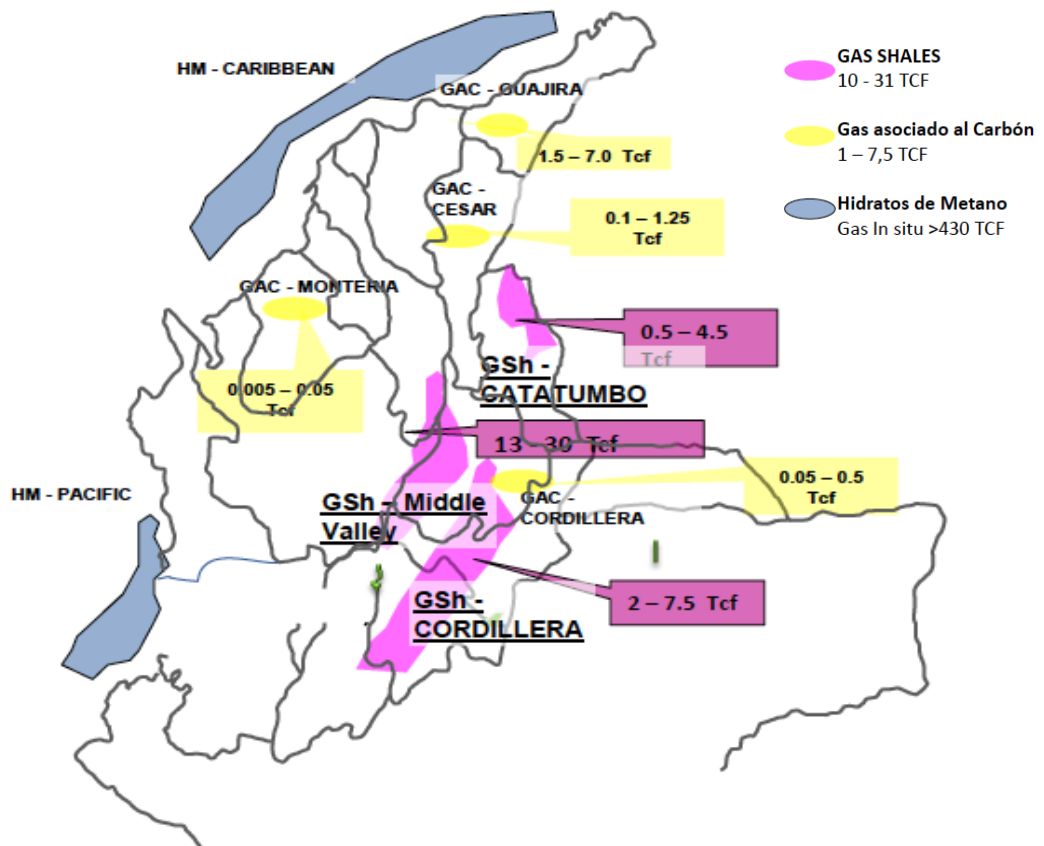 HM - CARIBBEAN
GAC - GUAJIRA
1.5 – 7.0 Tcf
GAC -
CESAR
0.1 – 1.25
Tcf
GAC - MONTERIA
0.005 – 0.05
Tcf
0.5 – 4.5
Tcf
GSh -
CATATUMBO
13 – 30 Tcf
HM - PACIFIC
GSh - Middle
Valley
GAC -
CORDILLERA
0.05 – 0.5
Tcf
GSh -
CORDILLERA
2 – 7.5 Tcf
GAS SHALES
10 - 31 TCF
Gas asociado al Carbón
1 – 7,5 TCF
Hidratos de Metano
Gas In situ >430 TCF